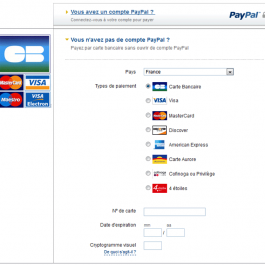 Vous avez un compte PayPal ?
Connectez-vous à votre compte pour payer
PayPal
Vous n'avez pas de compte PayPal ?
Payez par carte bancaire sans ouvrir de compte PayPal
CB
MasterCard
VISA
Maestro
VISA
Electron
Pays
France
Types de paiement
Carte Bancaire
Visa
MasterCard
Discover
American Express
Carte Aurore
Cofinoga ou Privilège
4 étoiles
Nº de carte
Date d'expiration
mm aa
/
Cryptogramme visuel
De quoi s'agit-il ?